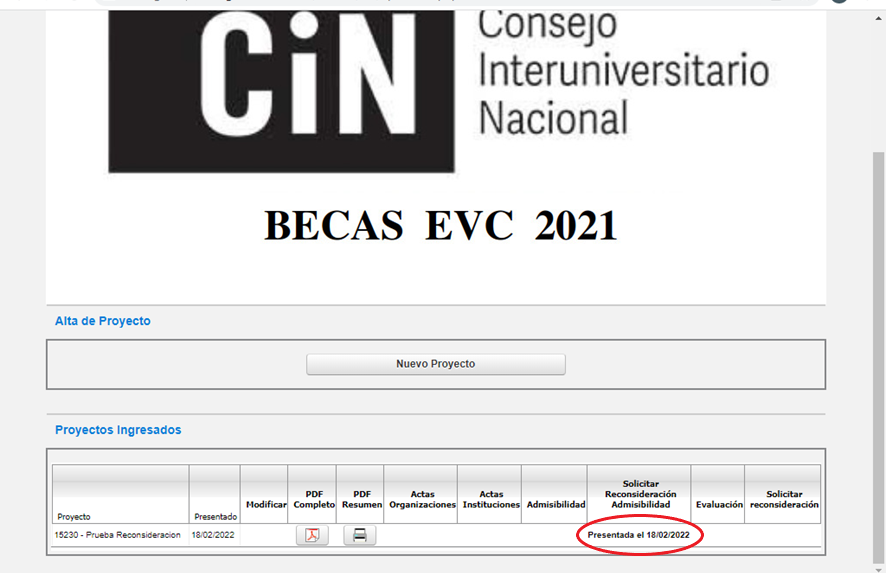 CiN
Consejo
Interuniversitario
Nacional
BECAS EVC 2021
Alta de Proyecto
Nuevo Proyecto
Proyectos Ingresados
Proyecto
Presentado
Modificar
PDF
Completo
PDF
Resumen
Actas
Organizaciones
Actas
Instituciones
Admisibilidad
Solicitar
Reconsideración
Admisibilidad
Evaluación
Solicitar
reconsideración
15230 - Prueba Reconsideracion
18/02/2022
Presentada el 18/02/2022